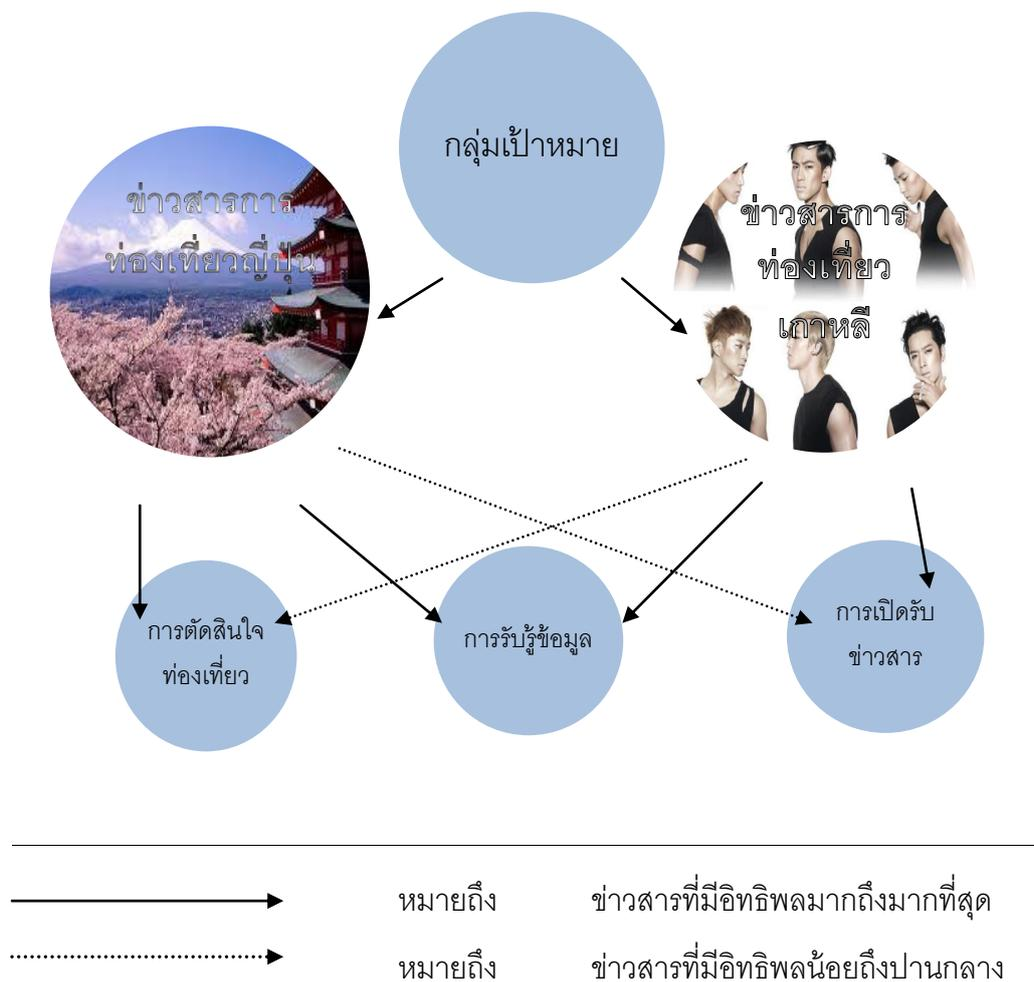 กลุ่มเป้าหมาย
ข่าวสารการ
ท่องเที่ยวญี่ปุ่น
ข่าวสารการ
ท่องเที่ยว
เกาหลี
การตัดสินใจ
ท่องเที่ยว
การรับรู้ข้อมูล
การเปิดรับ
ข่าวสาร
หมายถึง ข่าวสารที่มีอิทธิพลมากถึงมากที่สุด
หมายถึง ข่าวสารที่มีอิทธิพลน้อยถึงปานกลาง